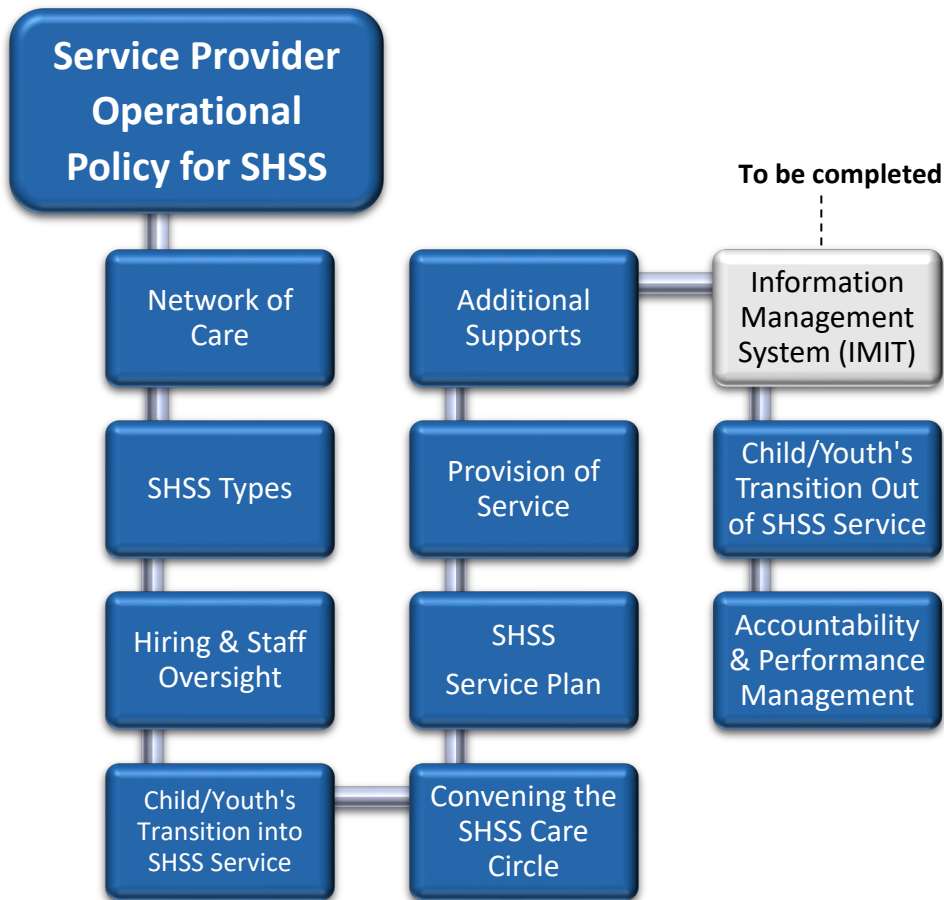 Service Provider
Operational
Policy for SHSS
Network of
Care
SHSS Types
Hiring & Staff
Oversight
Child/Youth's
Transition into
SHSS Service
Convening the
SHSS Care
Circle
SHSS
Service Plan
Provision of
Service
Additional
Supports
To be completed
Information
Management
System (IMIT)
Child/Youth's
Transition Out
of SHSS Service
Accountability
& Performance
Management